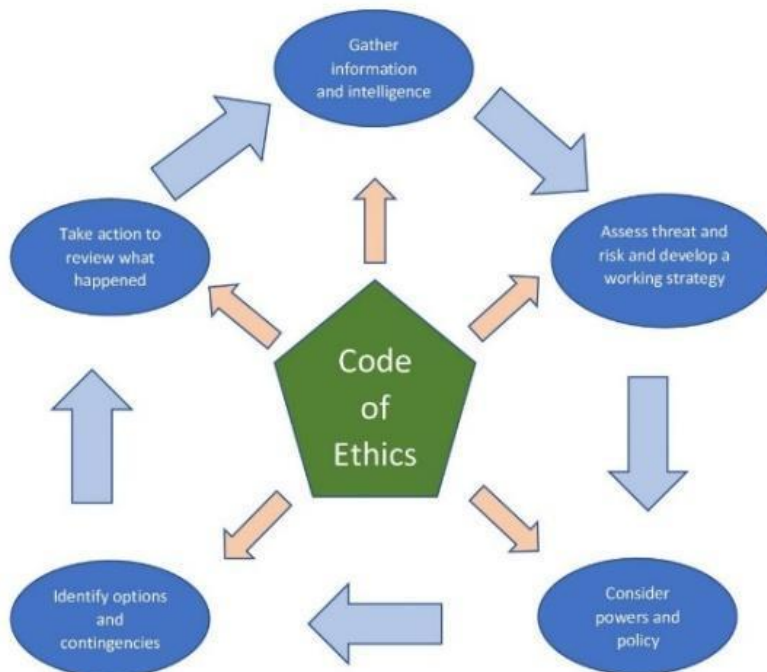 Gather
information
and intelligence
Assess threat and
risk and develop a
working strategy
Consider
powers and
policy
Identify options
and
contingencies
Take action to
review what
happened
Code
of
Ethics